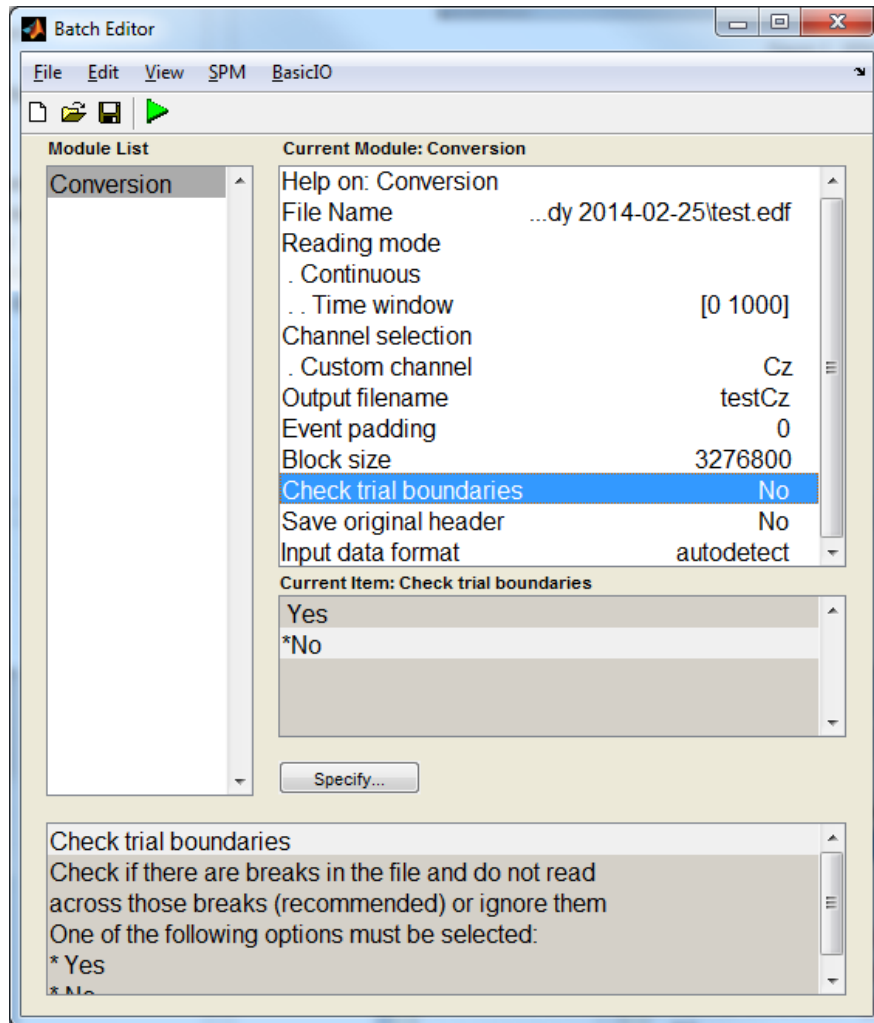 Batch Editor
File Edit View SPM BasicIO
Module List
Current Module: Conversion
Conversion
Help on: Conversion
File Name ...dy 2014-02-25\test.edf
Reading mode
. Continuous
. . Time window [0 1000]
Channel selection
. Custom channel Cz
Output filename testCz
Event padding 0
Block size 3276800
Check trial boundaries No
Save original header No
Input data format autodetect
Current Item: Check trial boundaries
Yes
*No
Specify...
Check trial boundaries
Check if there are breaks in the file and do not read
across those breaks (recommended) or ignore them
One of the following options must be selected:
* Yes
* No